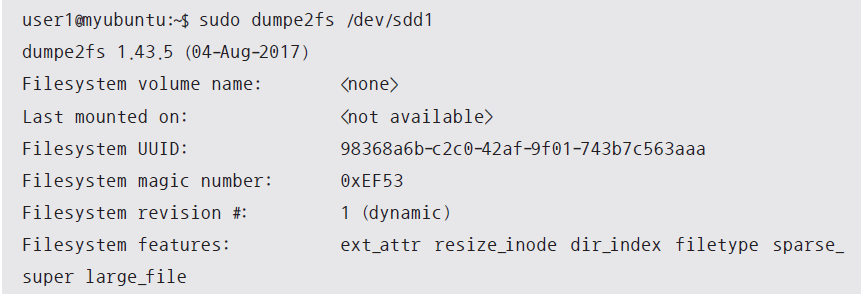 user1@myubuntu:~$ sudo dumpe2fs /dev/sdd1
dumpe2fs 1.43.5 (04-Aug-2017)
Filesystem volume name: <none>
Last mounted on: <not available>
Filesystem UUID: 98368a6b-c2c0-42af-9f01-743b7c563aaa
Filesystem magic number: 0xEF53
Filesystem revision #: 1 (dynamic)
Filesystem features: ext_attr resize_inode dir_index filetype sparse_
super large_file